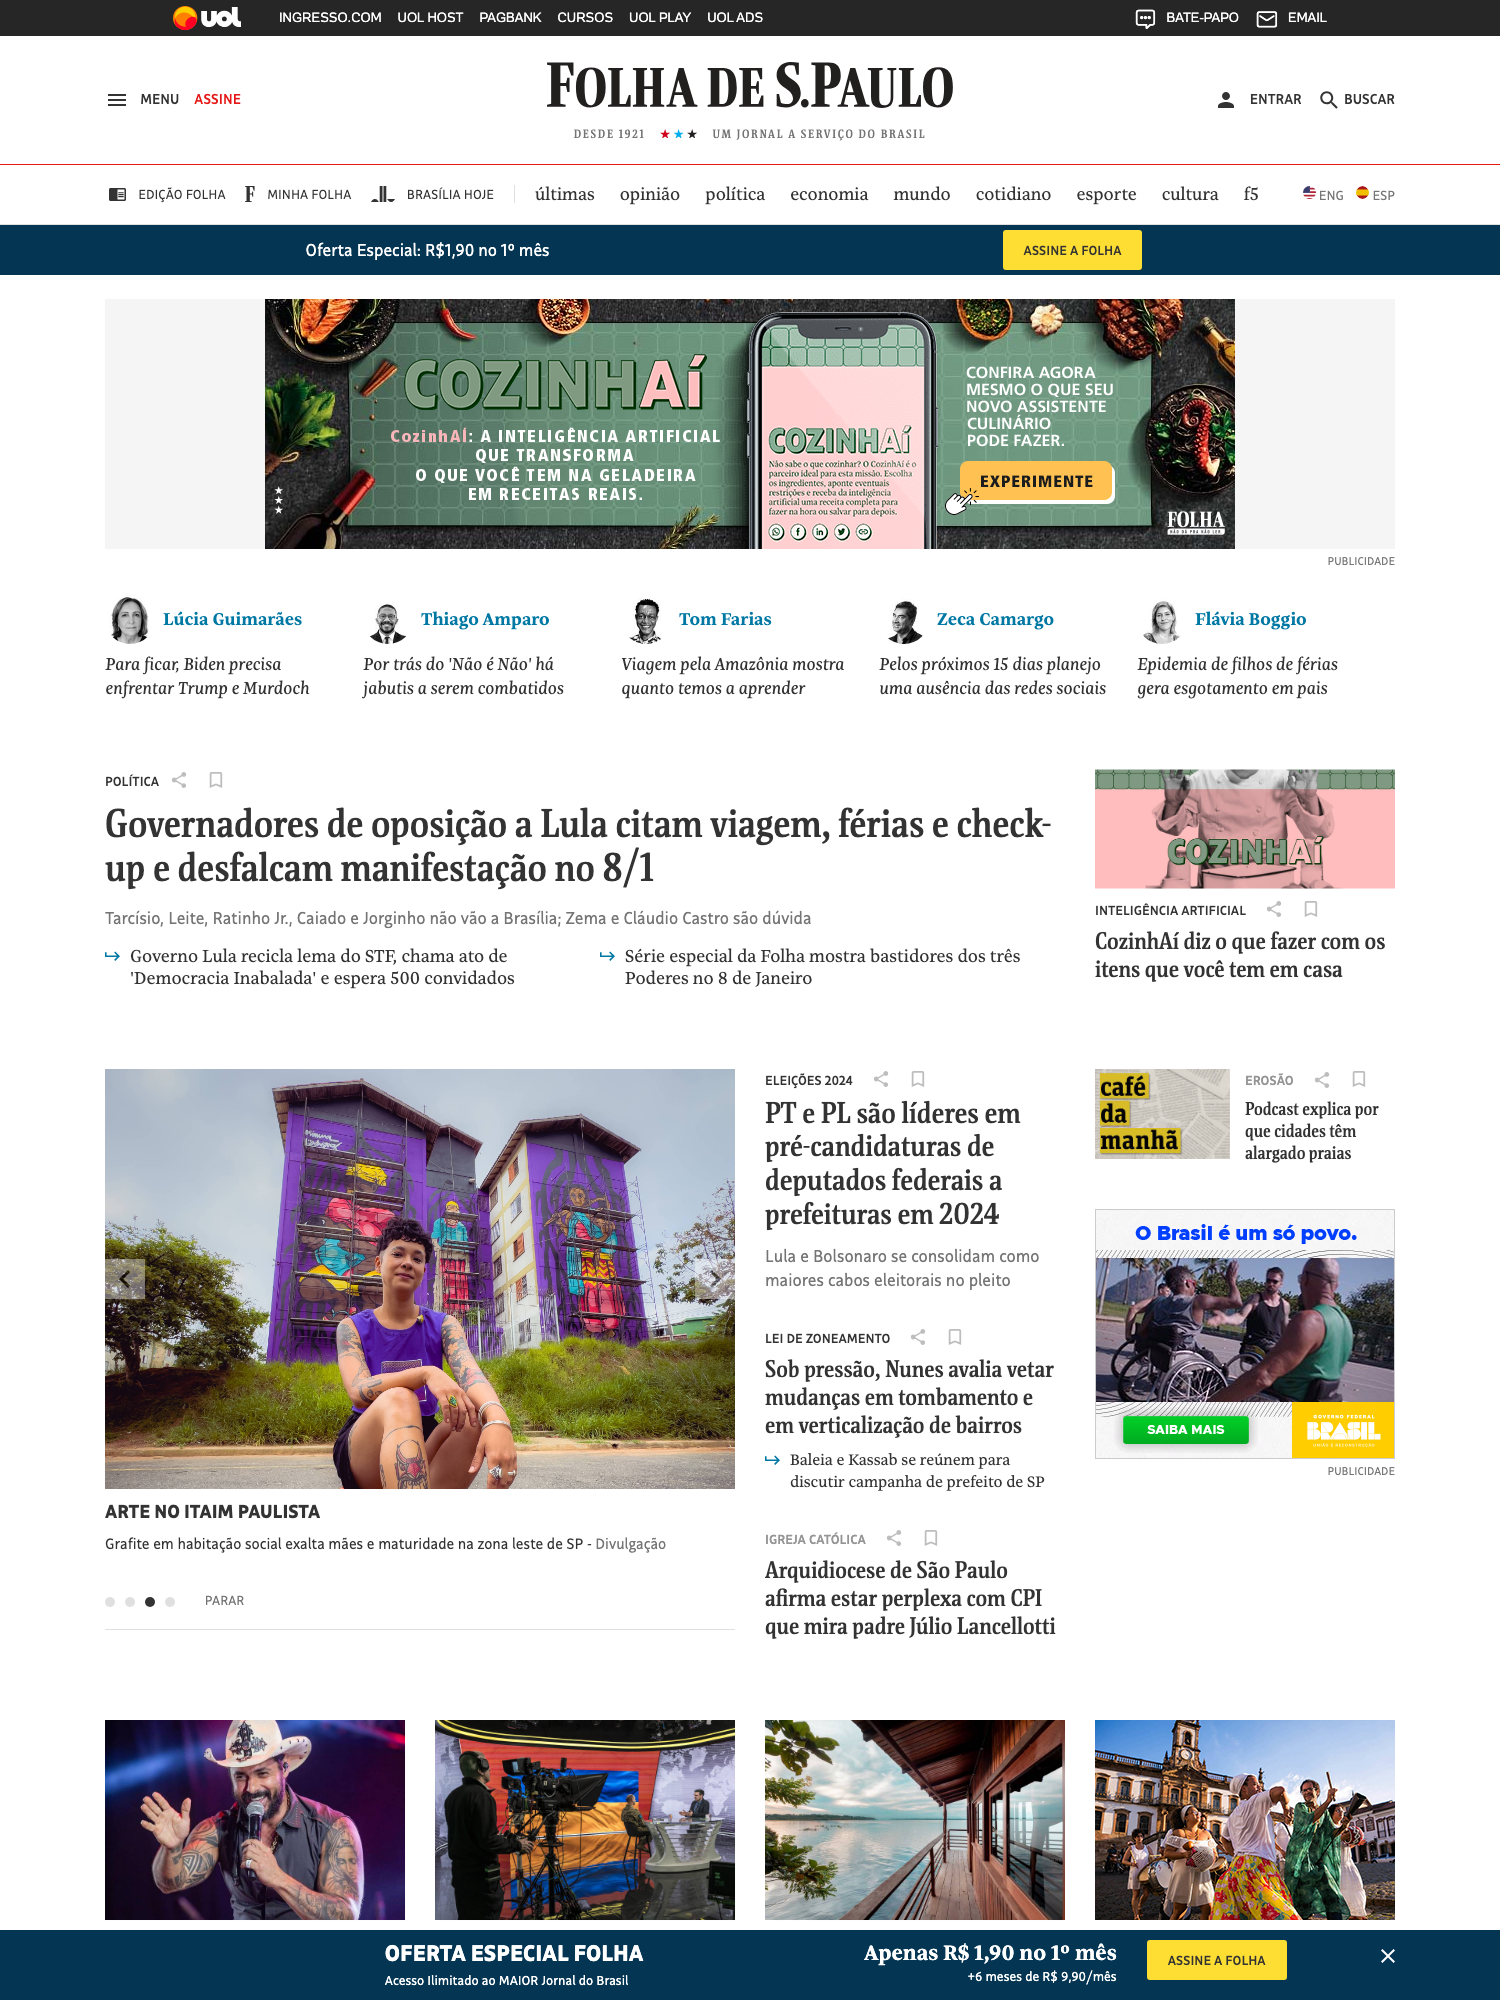 uol INGRESSO.COM UOL HOST PAGBANK CURSOS UOL PLAY UOL ADS BATE-PAPO EMAIL
MENU ASSINE
FOLHA DE S.PAULO
DESDE 1921 ★★★ UM JORNAL A SERVIÇO DO BRASIL
ENTRAR BUSCAR
EDIÇÃO FOLHA F MINHA FOLHA BRASÍLIA HOJE últimas opinião política economia mundo cotidiano esporte cultura f5 ENG ESP
Oferta Especial: R$1,90 no 1º mês
ASSINE A FOLHA
COZINHAí
CozinhAÍ: A INTELIGÊNCIA ARTIFICIAL
QUE TRANSFORMA
O QUE VOCÊ TEM NA GELADEIRA
EM RECEITAS REAIS.
COZINHAí
Não sabe o que cozinhar? O CozinhAí é o
parceiro ideal para esta missão. Escolha
os ingredientes, aponte eventuais
restrições e receba da inteligência
artificial uma receita completa para
fazer na hora ou salvar para depois.
CONFIRA AGORA
MESMO O QUE SEU
NOVO ASSISTENTE
CULINÁRIO
PODE FAZER.
EXPERIMENTE
FOLHA
NÃO DÁ PRA NÃO LER.
PUBLICIDADE
Lúcia Guimarães
Para ficar, Biden precisa
enfrentar Trump e Murdoch
Thiago Amparo
Por trás do 'Não é Não' há
jabutis a serem combatidos
Tom Farias
Viagem pela Amazônia mostra
quanto temos a aprender
Zeca Camargo
Pelos próximos 15 dias planejo
uma ausência das redes sociais
Flávia Boggio
Epidemia de filhos de férias
gera esgotamento em pais
POLÍTICA
Governadores de oposição a Lula citam viagem, férias e check-
up e desfalcam manifestação no 8/1
Tarcísio, Leite, Ratinho Jr., Caiado e Jorginho não vão a Brasília; Zema e Cláudio Castro são dúvida
Governo Lula recicla lema do STF, chama ato de
'Democracia Inabalada' e espera 500 convidados
Série especial da Folha mostra bastidores dos três
Poderes no 8 de Janeiro
COZINHAí
INTELIGÊNCIA ARTIFICIAL
CozinhAí diz o que fazer com os
itens que você tem em casa
ARTE NO ITAIM PAULISTA
Grafite em habitação social exalta mães e maturidade na zona leste de SP - Divulgação
PARAR
ELEIÇÕES 2024
PT e PL são líderes em
pré-candidaturas de
deputados federais a
prefeituras em 2024
Lula e Bolsonaro se consolidam como
maiores cabos eleitorais no pleito
LEI DE ZONEAMENTO
Sob pressão, Nunes avalia vetar
mudanças em tombamento e
em verticalização de bairros
Baleia e Kassab se reúnem para
discutir campanha de prefeito de SP
IGREJA CATÓLICA
Arquidiocese de São Paulo
afirma estar perplexa com CPI
que mira padre Júlio Lancellotti
café
da
manhã
EROSÃO
Podcast explica por
que cidades têm
alargado praias
O Brasil é um só povo.
SAIBA MAIS
GOVERNO FEDERAL
BRASIL
UNIÃO E RECONSTRUÇÃO
PUBLICIDADE
OFERTA ESPECIAL FOLHA
Acesso Ilimitado ao MAIOR Jornal do Brasil
Apenas R$ 1,90 no 1º mês
+6 meses de R$ 9,90/mês
ASSINE A FOLHA